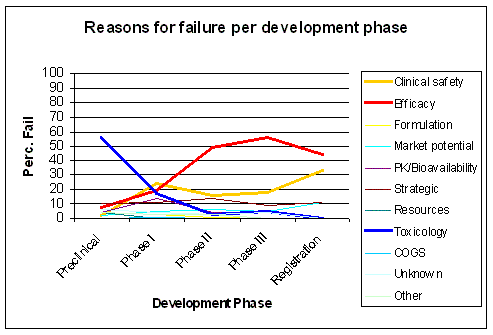 Reasons for failure per development phase
Perc. Fail
100
90
80
70
60
50
40
30
20
10
0
Preclinical
Phase I
Phase II
Phase III
Registration
Development Phase
Clinical safety
Efficacy
Formulation
Market potential
PK/Bioavailability
Strategic
Resources
Toxicology
COGS
Unknown
Other